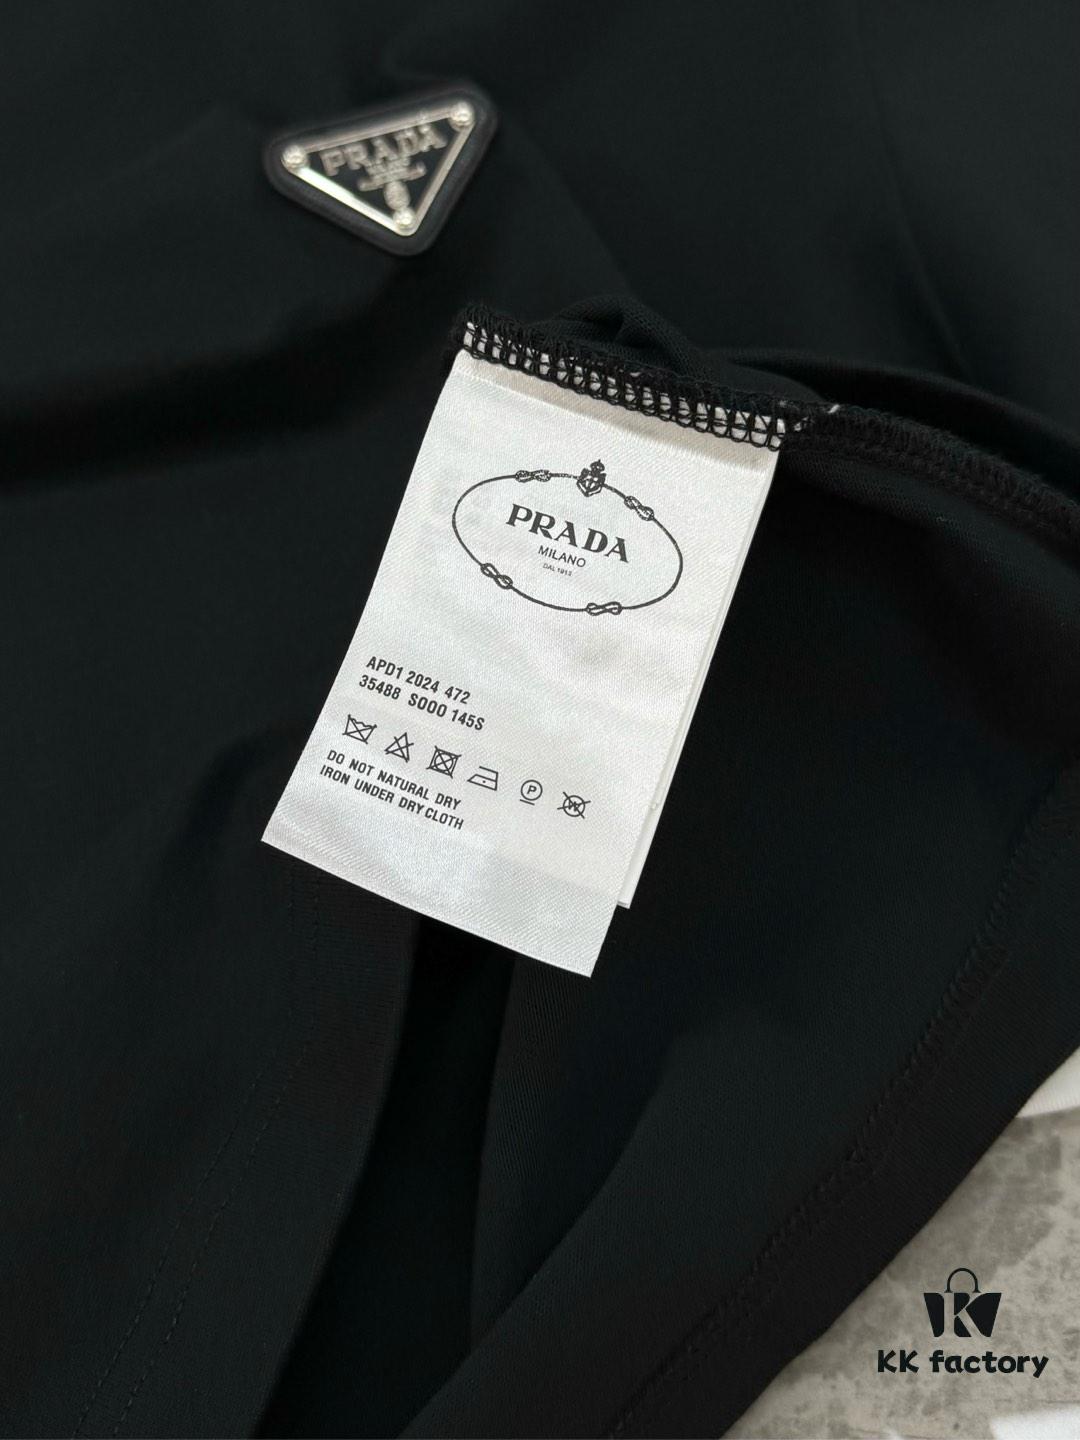 PRADA
PRADA
MILANO
DAL 1913
APD1 2024 472
35488 S000 145S
P
W
DO NOT NATURAL DRY
IRON UNDER DRY CLOTH
KK factory